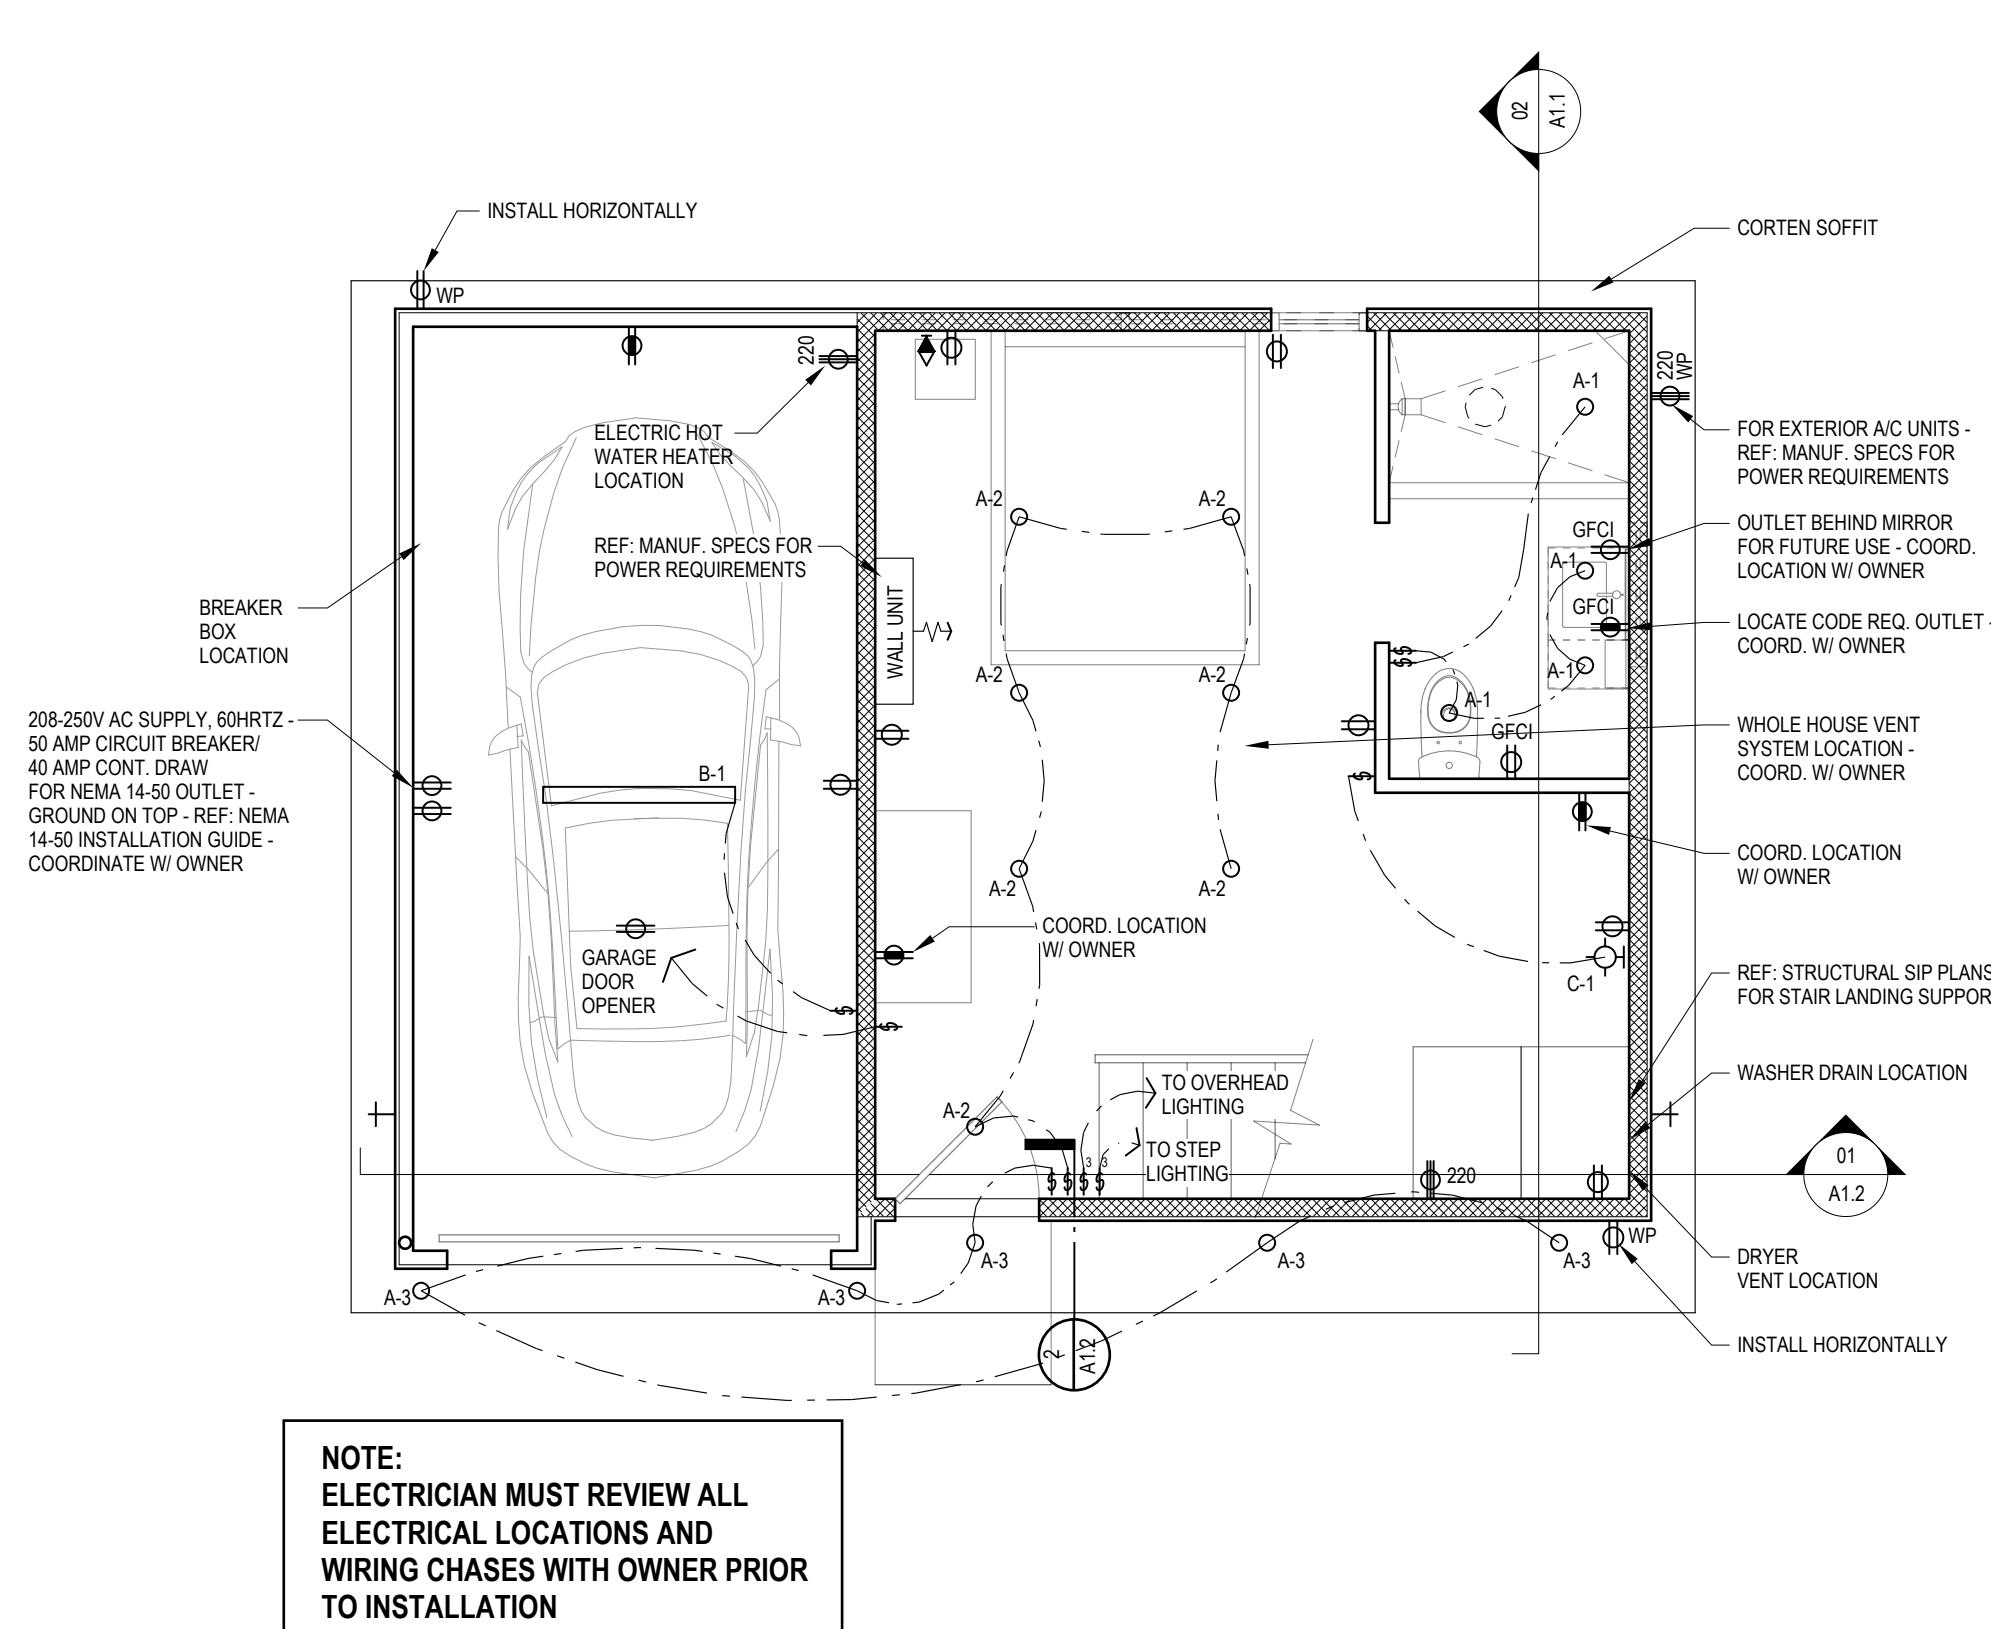 02
A1.1
INSTALL HORIZONTALLY
CORTEN SOFFIT
WP
220
220
WP
A-1
ELECTRIC HOT
WATER HEATER
LOCATION
FOR EXTERIOR A/C UNITS -
REF: MANUF. SPECS FOR
POWER REQUIREMENTS
A-2
A-2
REF: MANUF. SPECS FOR
POWER REQUIREMENTS
WALL UNIT
GFCI
A-1
GFCI
A-1
OUTLET BEHIND MIRROR
FOR FUTURE USE - COORD.
LOCATION W/ OWNER
BREAKER
BOX
LOCATION
LOCATE CODE REQ. OUTLET -
COORD. W/ OWNER
A-2
A-2
A-1
GFCI
208-250V AC SUPPLY, 60HRTZ -
50 AMP CIRCUIT BREAKER/
40 AMP CONT. DRAW
FOR NEMA 14-50 OUTLET -
GROUND ON TOP - REF: NEMA
14-50 INSTALLATION GUIDE -
COORDINATE W/ OWNER
B-1
WHOLE HOUSE VENT
SYSTEM LOCATION -
COORD. W/ OWNER
A-2
A-2
COORD. LOCATION
W/ OWNER
COORD. LOCATION
W/ OWNER
GARAGE
DOOR
OPENER
C-1
REF: STRUCTURAL SIP PLANS
FOR STAIR LANDING SUPPOR
TO OVERHEAD
LIGHTING
WASHER DRAIN LOCATION
A-2
TO STEP
LIGHTING
3
3
220
01
A1.2
WP
A-3
A-3
A-3
DRYER
VENT LOCATION
A-3
A-3
2
A1.2
INSTALL HORIZONTALLY
NOTE:
ELECTRICIAN MUST REVIEW ALL
ELECTRICAL LOCATIONS AND
WIRING CHASES WITH OWNER PRIOR
TO INSTALLATION